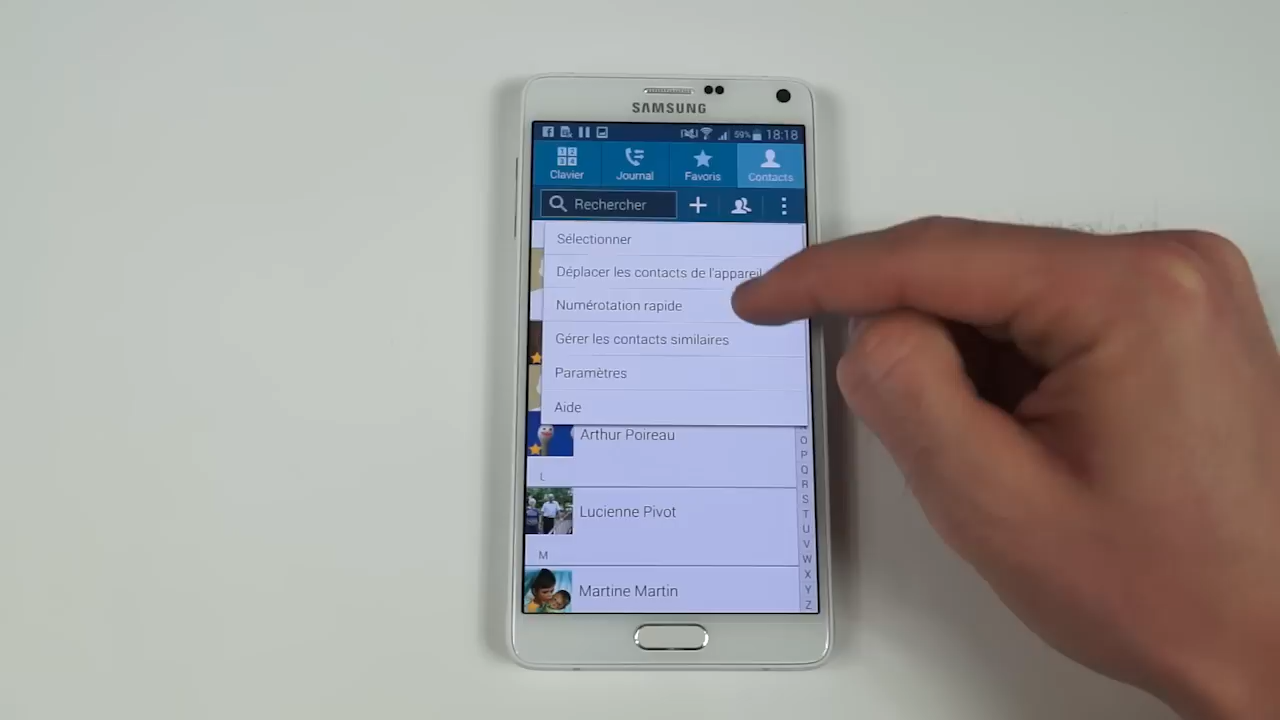 SAMSUNG
59% 18:18
Clavier Journal Favoris Contacts
Rechercher
Sélectionner
Déplacer les contacts de l'appareil
Numérotation rapide
Gérer les contacts similaires
Paramètres
Aide
Arthur Poireau
L
Lucienne Pivot
M
Martine Martin
O
P
Q
R
S
T
U
V
W
X
Y
Z